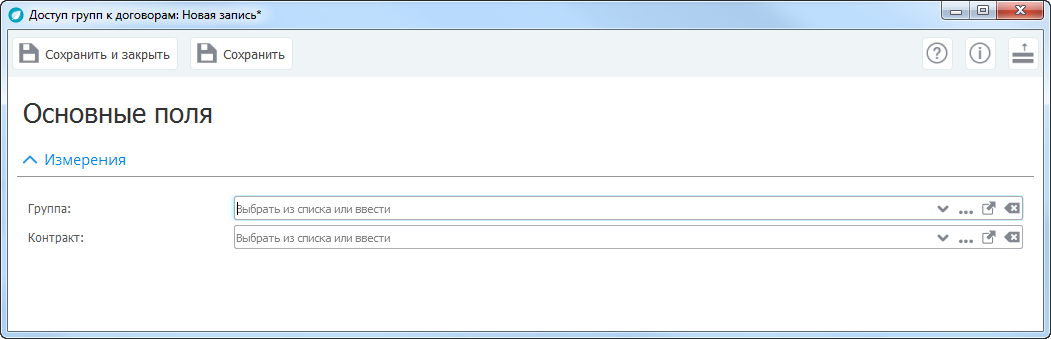 Доступ групп к договорам: Новая запись*
Сохранить и закрыть Сохранить
Основные поля
Измерения
Группа: Выбрать из списка или ввести
Контракт: Выбрать из списка или ввести